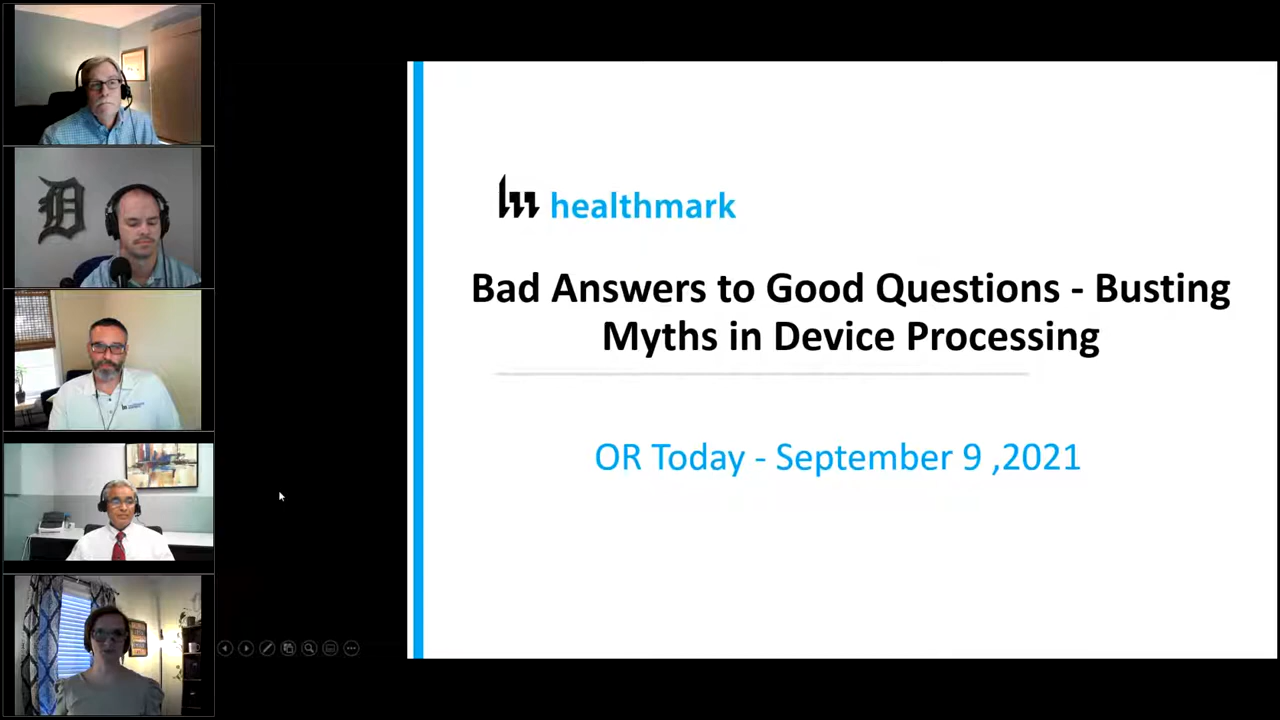 healthmark
Bad Answers to Good Questions - Busting
Myths in Device Processing
OR Today - September 9 ,2021
D